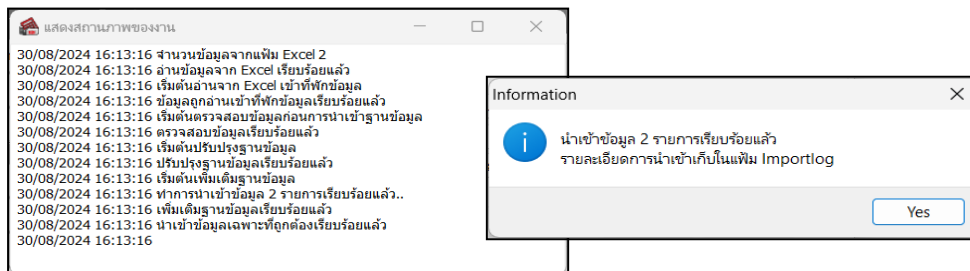 แสดงสถานภาพของงาน
30/08/2024 16:13:16 จำนวนข้อมูลจากแฟ้ม Excel 2
30/08/2024 16:13:16 อ่านข้อมูลจาก Excel เรียบร้อยแล้ว
30/08/2024 16:13:16 เริ่มต้นอ่านจาก Excel เข้าที่พักข้อมูล
30/08/2024 16:13:16 ข้อมูลถูกอ่านเข้าที่พักข้อมูลเรียบร้อยแล้ว
30/08/2024 16:13:16 เริ่มต้นตรวจสอบข้อมูลก่อนการนำเข้าฐานข้อมูล
30/08/2024 16:13:16 ตรวจสอบข้อมูลเรียบร้อยแล้ว
30/08/2024 16:13:16 เริ่มต้นปรับปรุงฐานข้อมูล
30/08/2024 16:13:16 ปรับปรุงฐานข้อมูลเรียบร้อยแล้ว
30/08/2024 16:13:16 เริ่มต้นเพิ่มเติมฐานข้อมูล
30/08/2024 16:13:16 ทำการนำเข้าข้อมูล 2 รายการเรียบร้อยแล้ว..
30/08/2024 16:13:16 เพิ่มเติมฐานข้อมูลเรียบร้อยแล้ว
30/08/2024 16:13:16 นำเข้าข้อมูลเฉพาะที่ถูกต้องเรียบร้อยแล้ว
30/08/2024 16:13:16
Information
นำเข้าข้อมูล 2 รายการเรียบร้อยแล้ว
รายละเอียดการนำเข้าเก็บในแฟ้ม Importlog
Yes